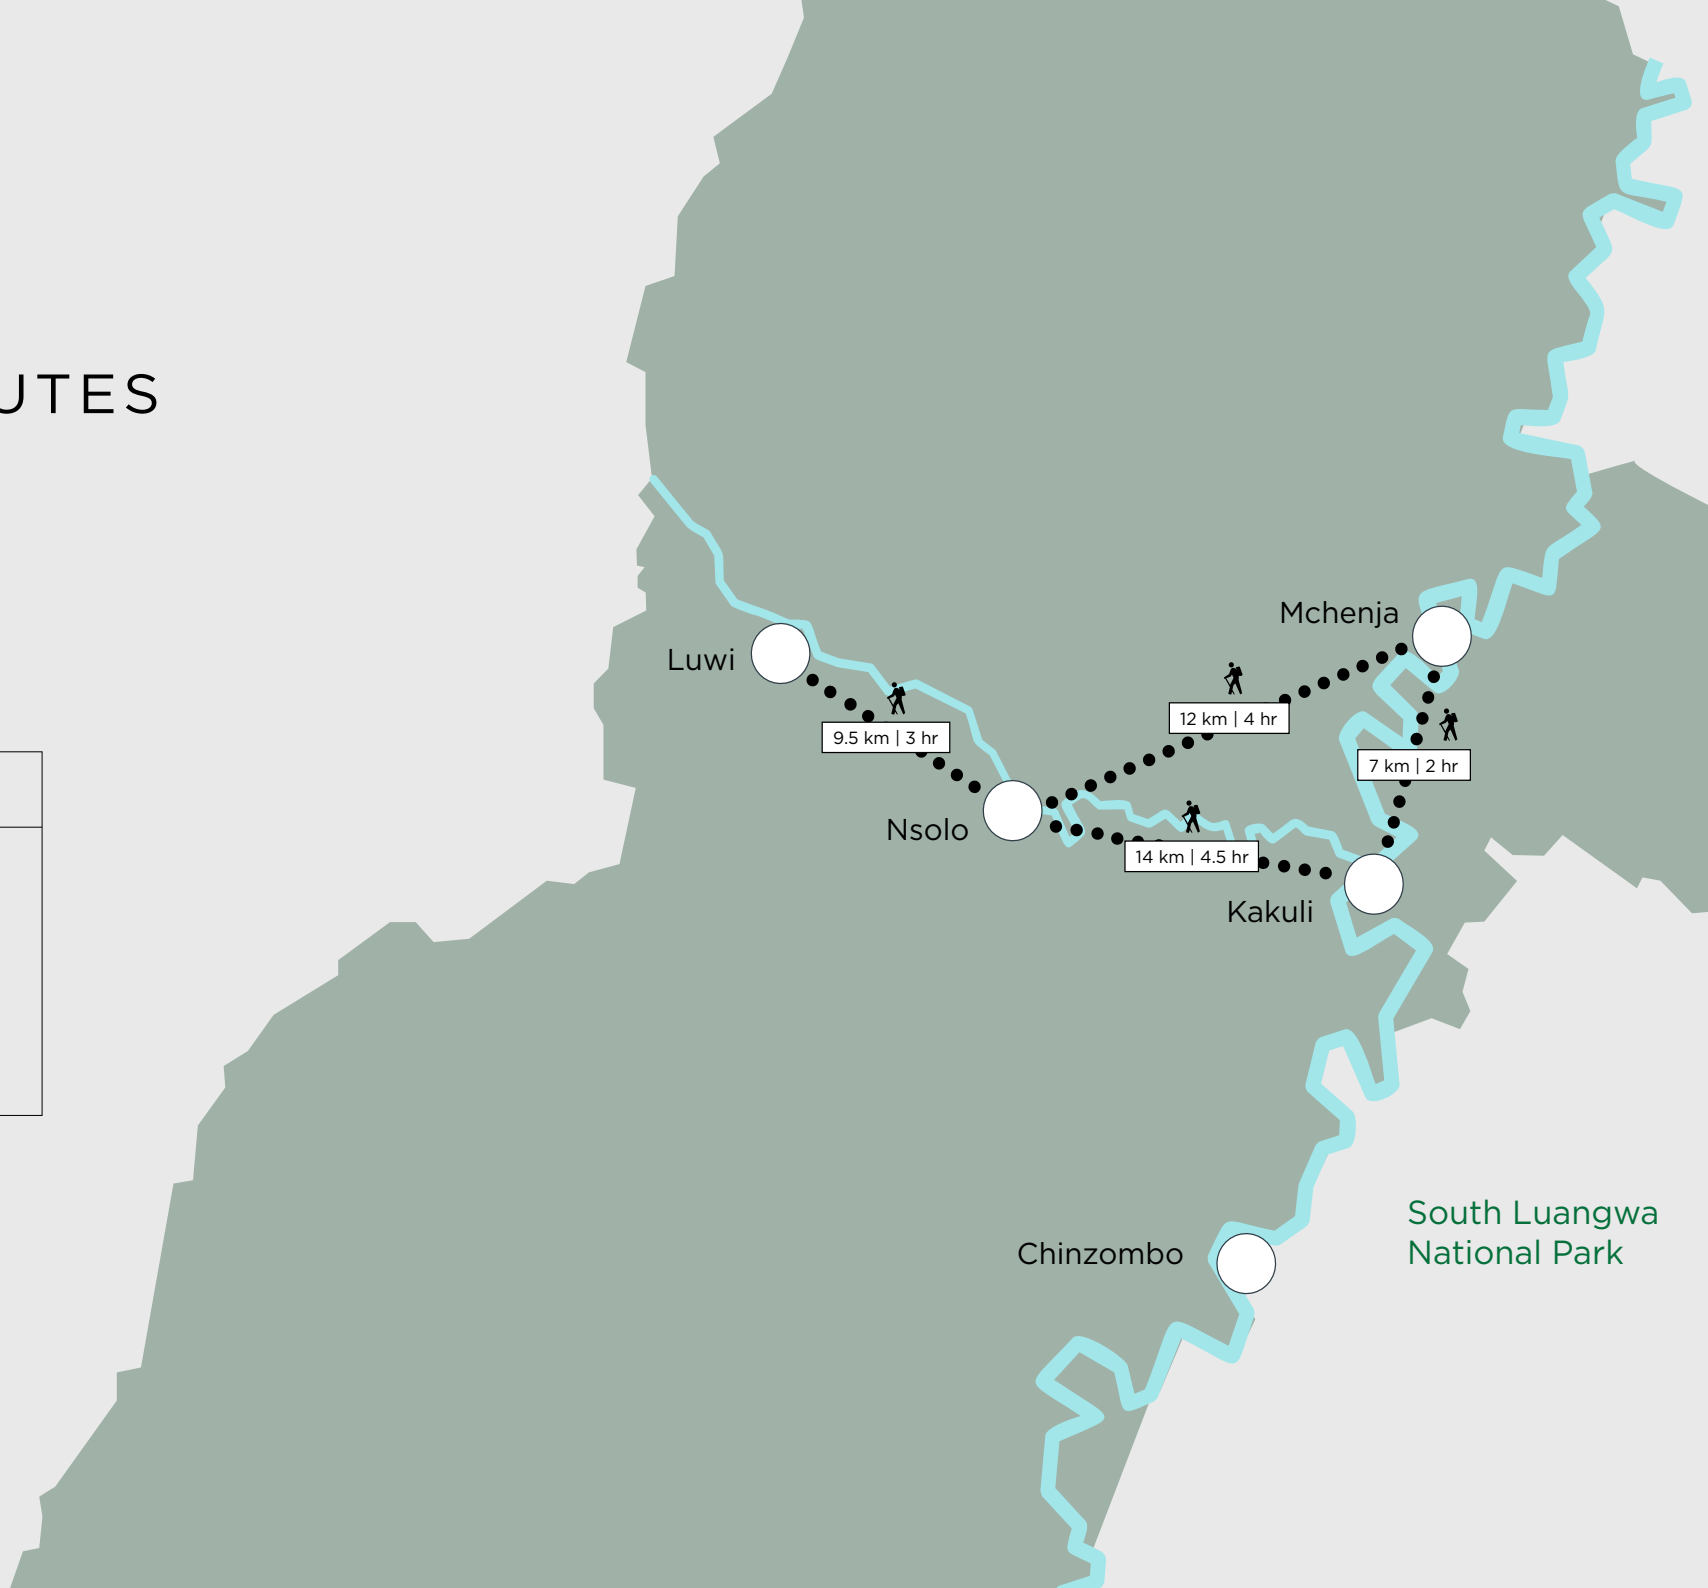 UTES
Mchenja
Luwi
12 km | 4 hr
9.5 km | 3 hr
7 km | 2 hr
Nsolo
14 km | 4.5 hr
Kakuli
South Luangwa
National Park
Chinzombo